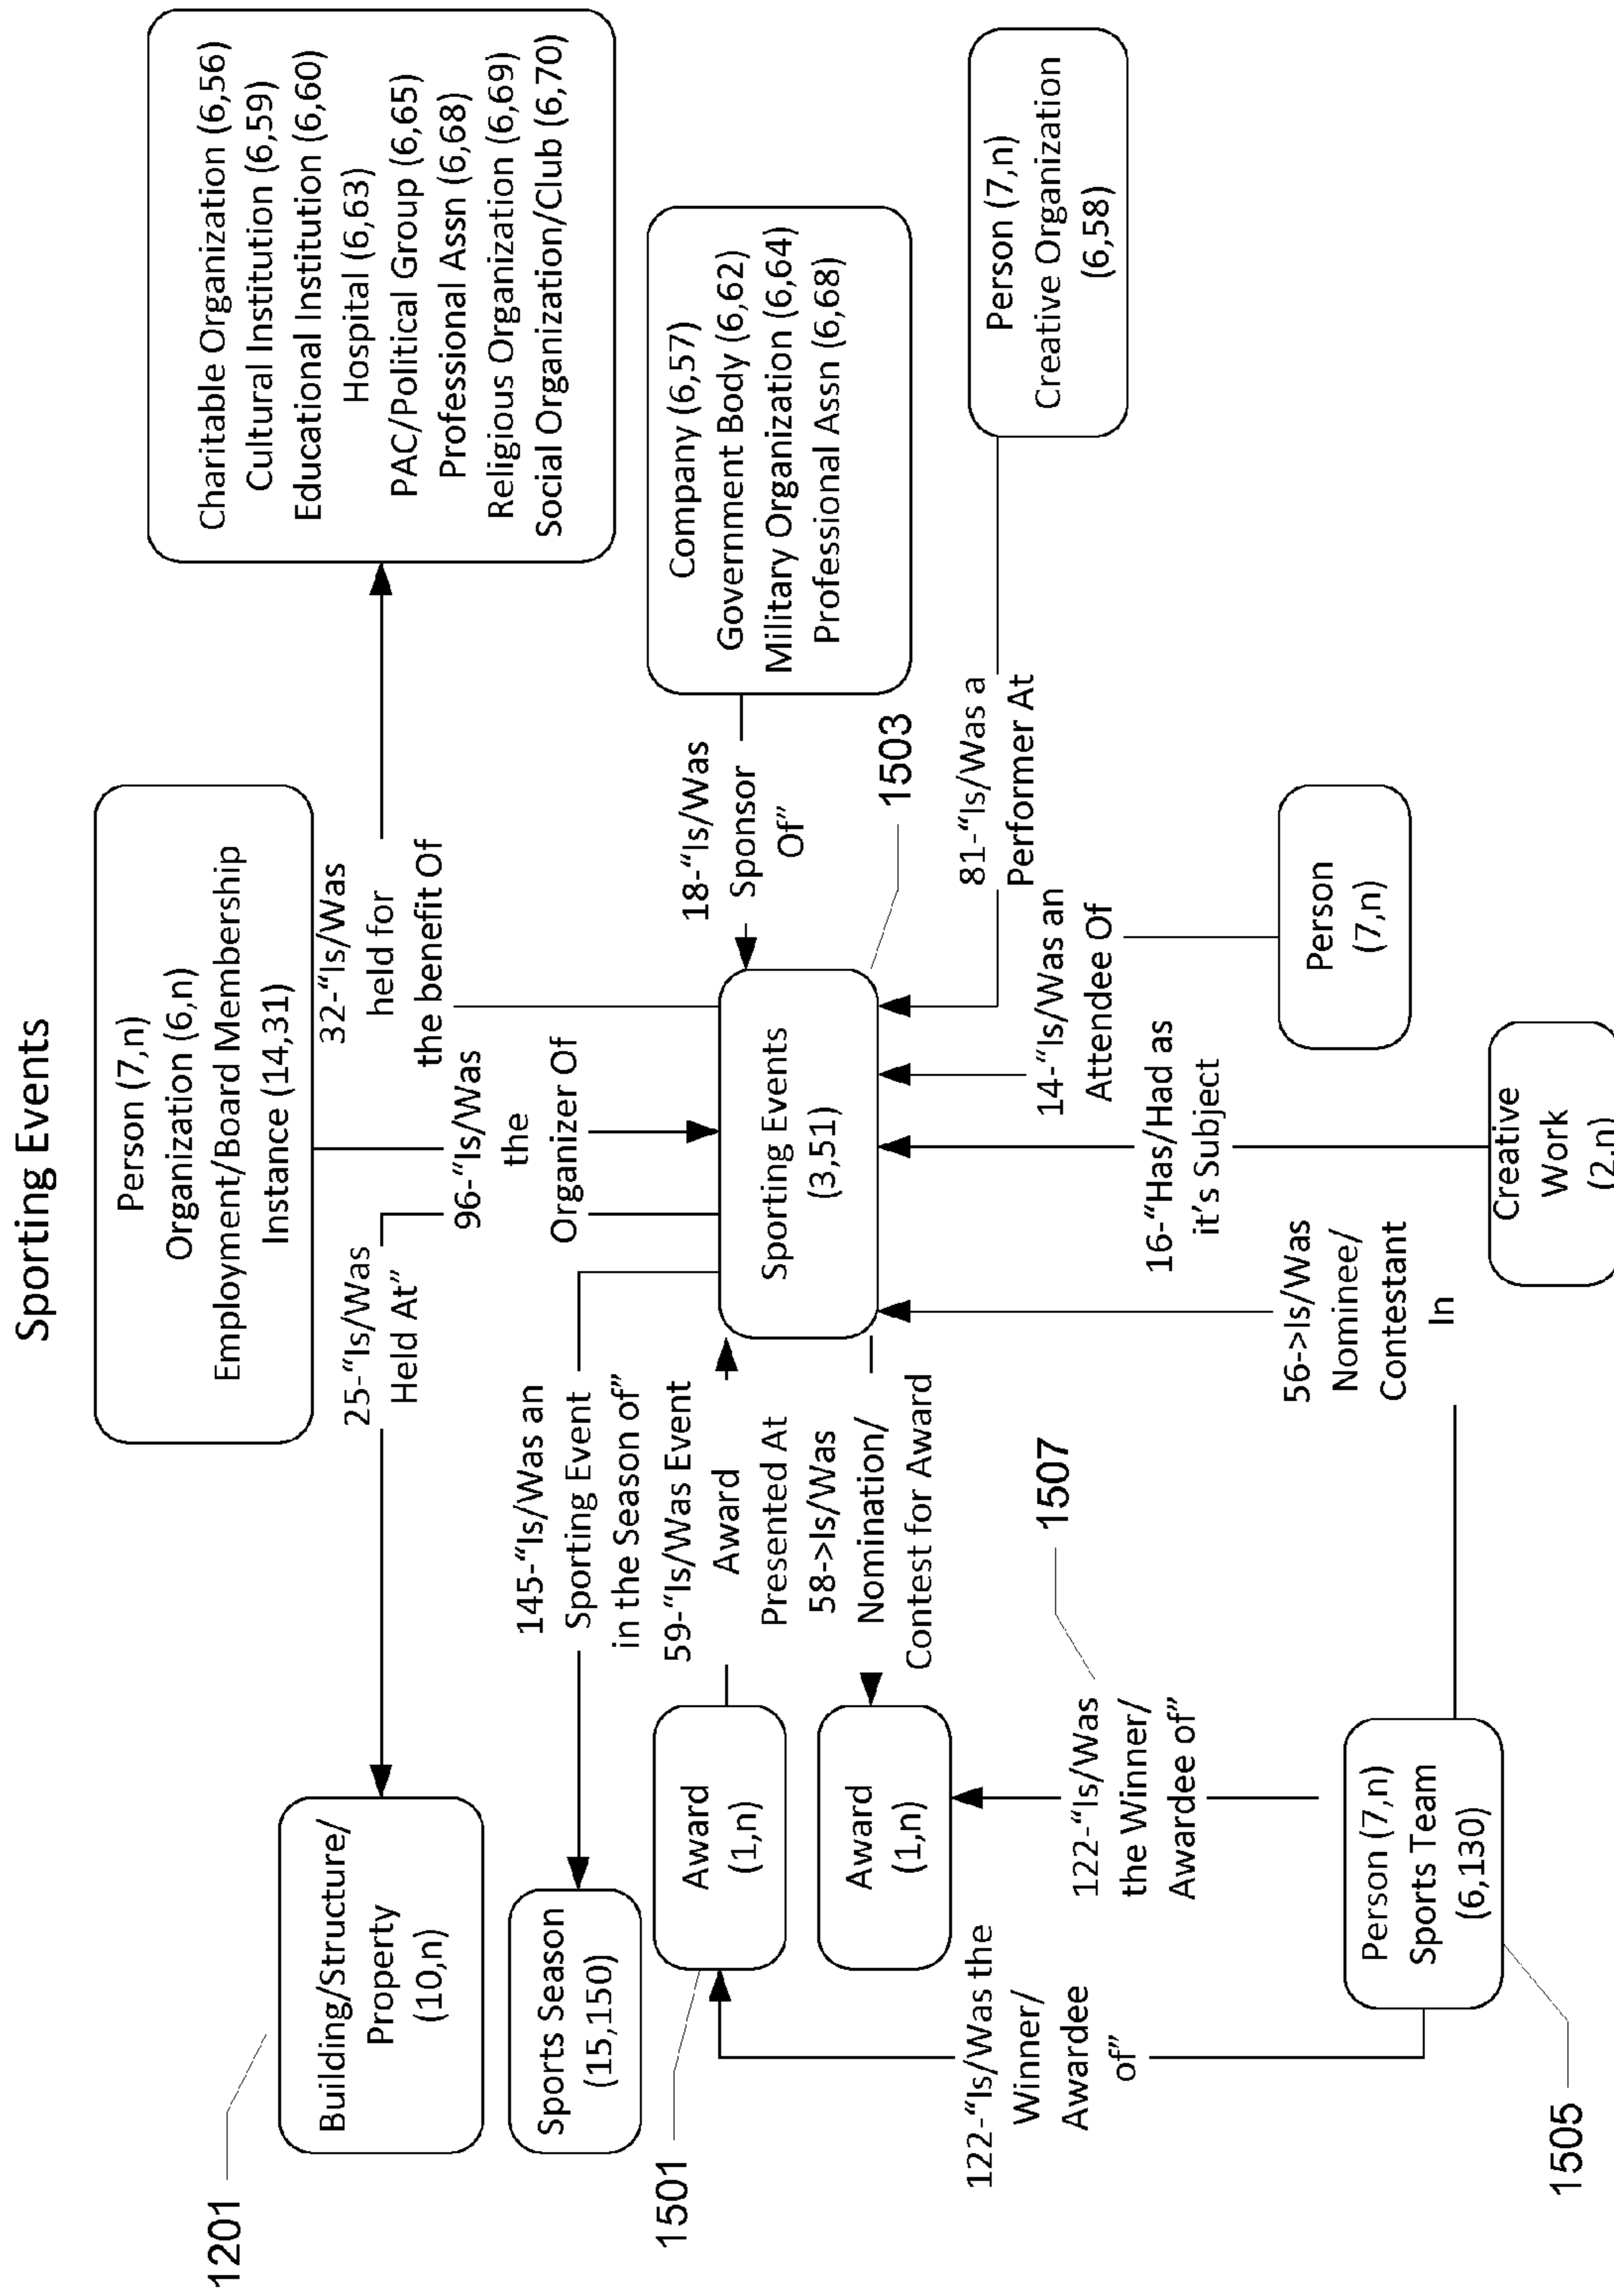 Sporting Events
Person (7,n)
Organization (6,n)
Employment/Board Membership
Instance (14,31)
Charitable Organization (6,56)
Cultural Institution (6,59)
Educational Institution (6,60)
Hospital (6,63)
PAC/Political Group (6,65)
Professional Assn (6,68)
Religious Organization (6,69)
Social Organization/Club (6,70)
1201
Building/Structure/
Property
(10,n)
25-“Is/Was
Held At”
96-“Is/Was
the
Organizer Of
32-“Is/Was
held for
the benefit Of
Sports Season
(15,150)
145-“Is/Was an
Sporting Event
in the Season of”
Company (6,57)
Government Body (6,62)
Military Organization (6,64)
Professional Assn (6,68)
18-“Is/Was
Sponsor
Of”
1501
Award
(1,n)
59-“Is/Was Event
Award
Presented At
Sporting Events
(3,51)
1503
Award
(1,n)
58->Is/Was
Nomination/
Contest for Award
81-“Is/Was a
Performer At
Person (7,n)
Creative Organization
(6,58)
122-“Is/Was the
Winner/
Awardee
of”
122-“Is/Was
the Winner/
Awardee of”
1507
14-“Is/Was an
Attendee Of
16-“Has/Had as
it's Subject
Person
(7,n)
56->Is/Was
Nominee/
Contestant
In
Person (7,n)
Sports Team
(6,130)
1505
Creative
Work
(2,n)